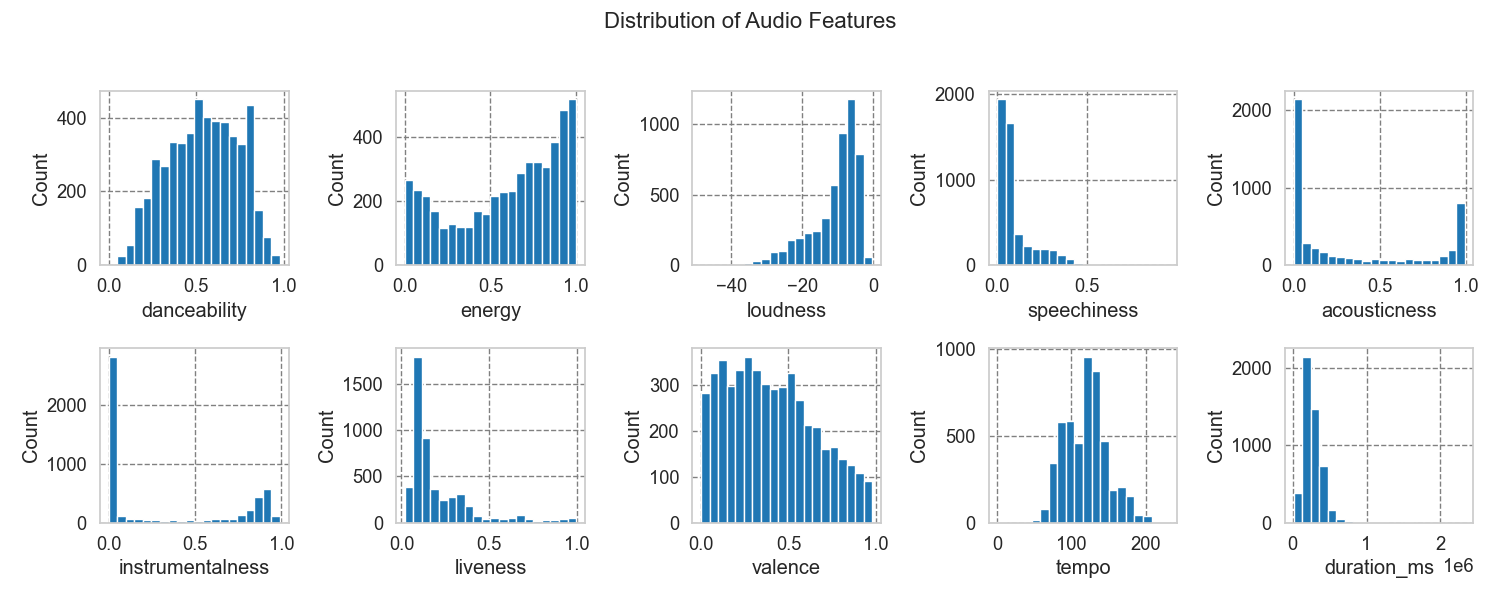 Distribution of Audio Features
400
200
0
Count
0.0 0.5 1.0
danceability
400
200
0
Count
0.0 0.5 1.0
energy
1000
500
0
Count
−40 −20 0
loudness
2000
1000
0
Count
0.0 0.5
speechiness
2000
1000
0
Count
0.0 0.5 1.0
acousticness
2000
1000
0
Count
0.0 0.5 1.0
instrumentalness
1500
1000
500
0
Count
0.0 0.5 1.0
liveness
300
200
100
0
Count
0.0 0.5 1.0
valence
1000
500
0
Count
0 100 200
tempo
2000
1000
0
Count
0 1 2
duration_ms 1e6